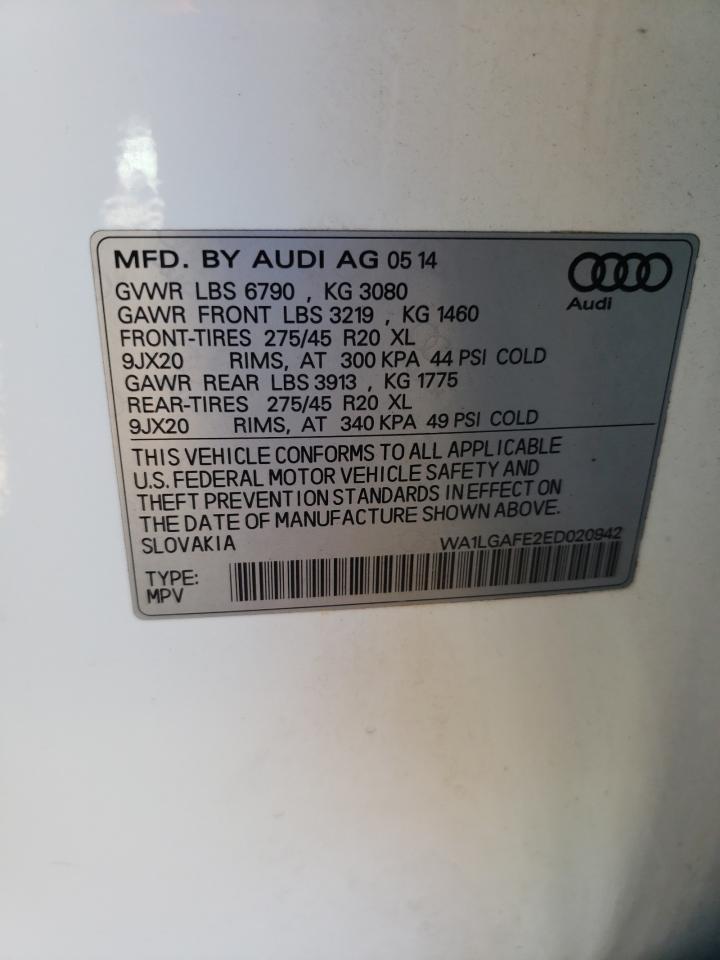 MFD. BY AUDI AG 05 14
Audi
GVWR LBS 6790 , KG 3080
GAWR FRONT LBS 3219 , KG 1460
FRONT-TIRES 275/45 R20 XL
9JX20 RIMS, AT 300 KPA 44 PSI COLD
GAWR REAR LBS 3913 , KG 1775
REAR-TIRES 275/45 R20 XL
9JX20 RIMS, AT 340 KPA 49 PSI COLD
THIS VEHICLE CONFORMS TO ALL APPLICABLE
U.S. FEDERAL MOTOR VEHICLE SAFETY AND
THEFT PREVENTION STANDARDS IN EFFECT ON
THE DATE OF MANUFACTURE SHOWN ABOVE.
SLOVAKIA WA1LGAFE2ED020942
TYPE:
MPV